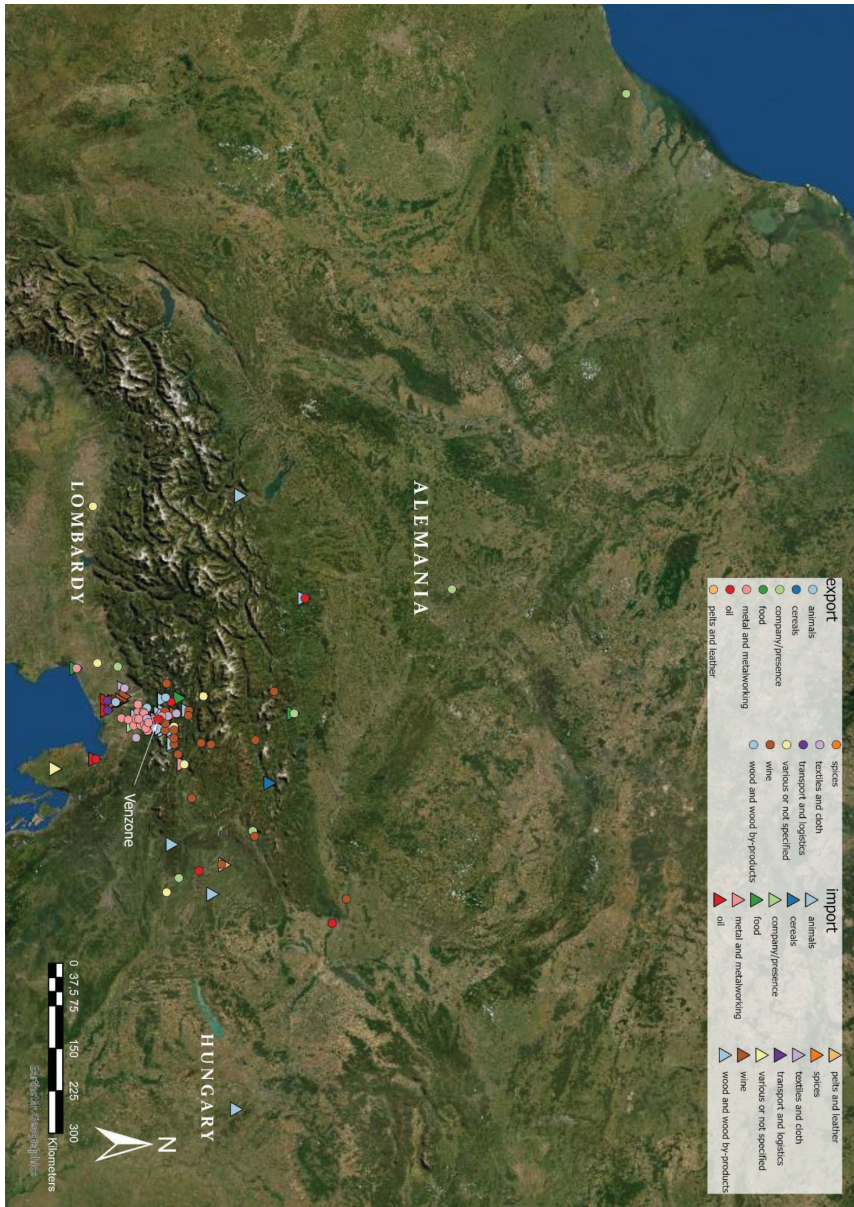 export
animals
cereals
company/presence
food
metal and metalworking
oil
pelts and leather
spices
textiles and cloth
transport and logistics
various or not specified
wine
wood and wood by-products
import
animals
cereals
company/presence
food
metal and metalworking
oil
pelts and leather
spices
textiles and cloth
transport and logistics
various or not specified
wine
wood and wood by-products
ALEMANIA
LOMBARDY
Venzone
HUNGARY
N
0 37,5 75 150 225 300
Kilometers
Earthstar Geographics